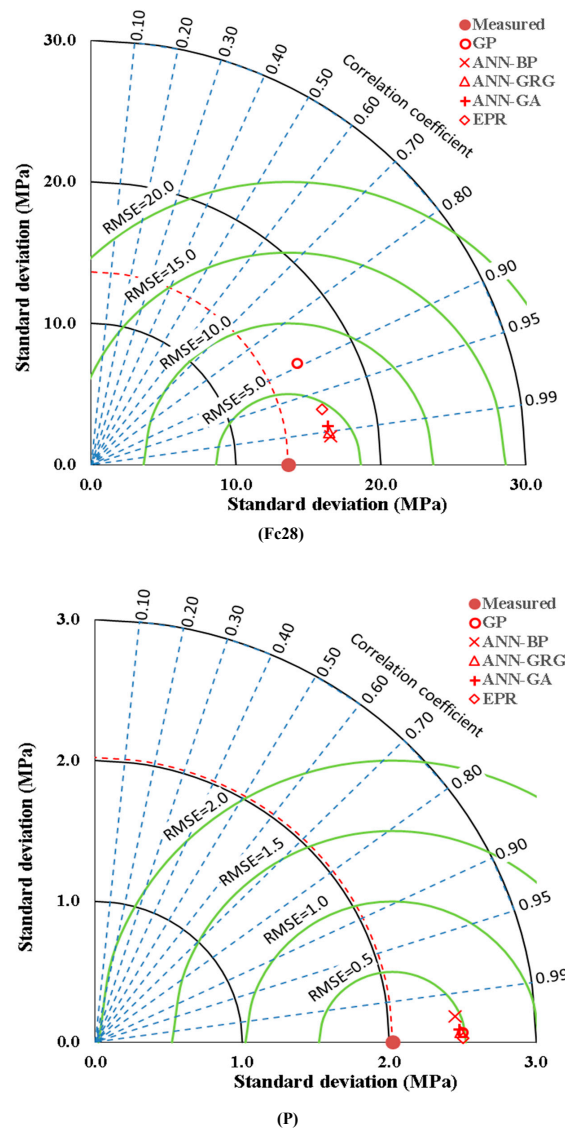 Measured
GP
ANN-BP
ANN-GRG
ANN-GA
EPR
30.0
20.0
10.0
0.0
Standard deviation (MPa)
0.10
0.20
0.30
0.40
0.50
0.60
0.70
0.80
0.90
0.95
0.99
Correlation coefficient
RMSE=20.0
RMSE=15.0
RMSE=10.0
RMSE=5.0
0.0
10.0
20.0
30.0
Standard deviation (MPa)
(Fc28)
Measured
GP
ANN-BP
ANN-GRG
ANN-GA
EPR
3.0
2.0
1.0
0.0
Standard deviation (MPa)
0.10
0.20
0.30
0.40
0.50
0.60
0.70
0.80
0.90
0.95
0.99
Correlation coefficient
RMSE=2.0
RMSE=1.5
RMSE=1.0
RMSE=0.5
0.0
1.0
2.0
3.0
Standard deviation (MPa)
(P)